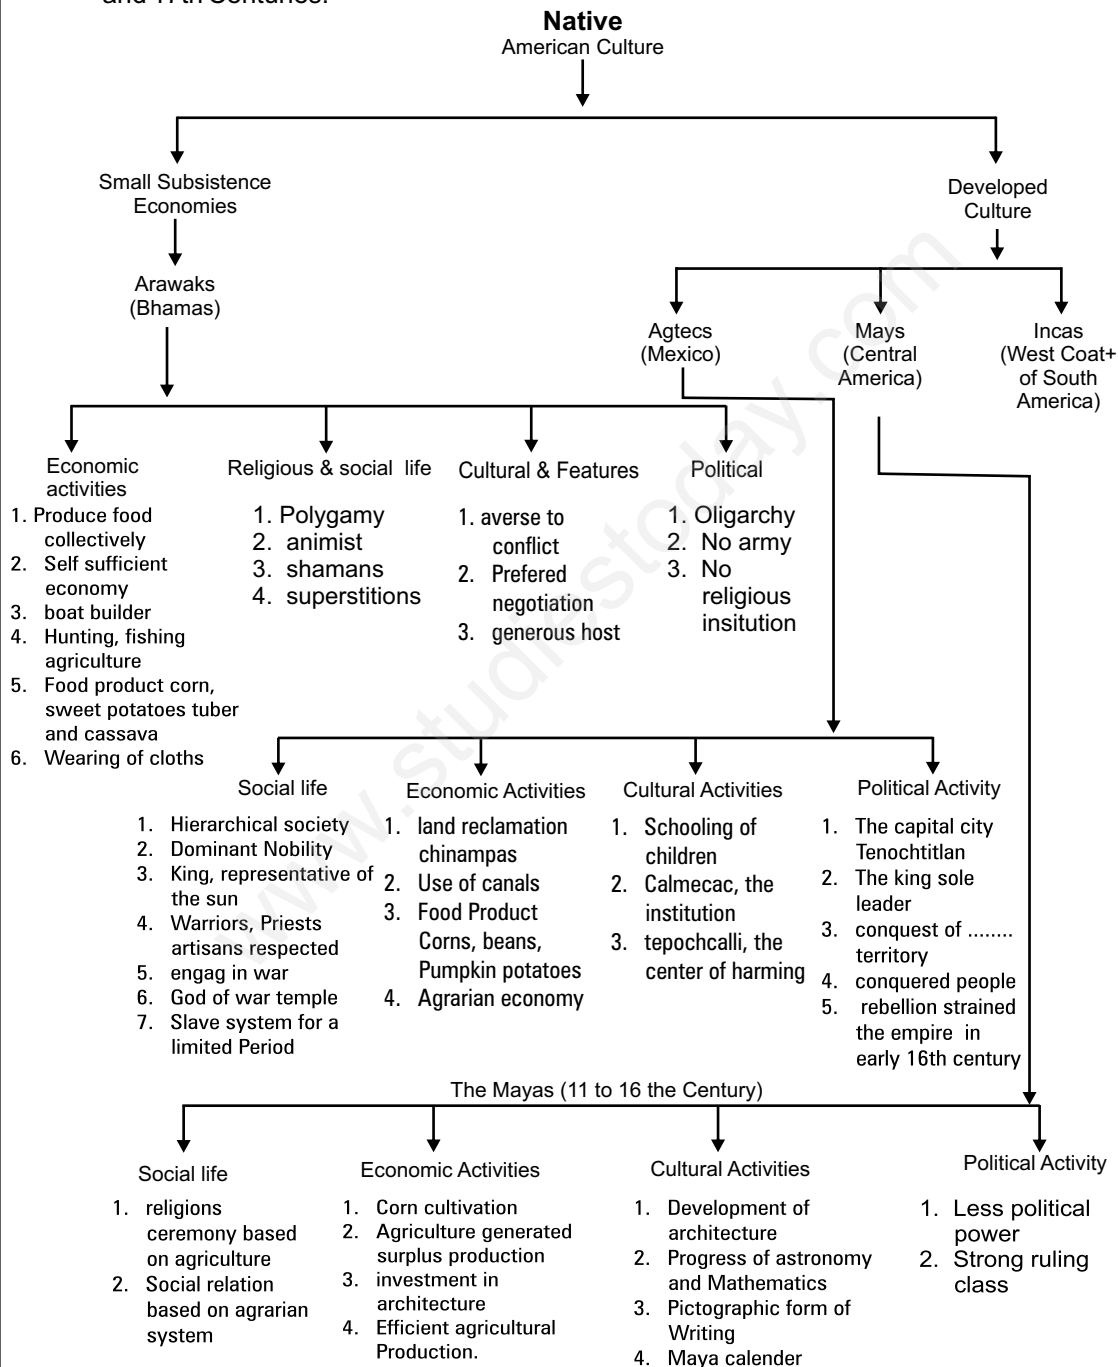 and 17th Centuries.
Native
American Culture
Small Subsistence
Economies
Developed
Culture
Arawaks
(Bhamas)
Agtecs
(Mexico)
Mays
(Central
America)
Incas
(West Coat+
of South
America)
Economic
activities
1. Produce food
collectively
2. Self sufficient
economy
3. boat builder
4. Hunting, fishing
agriculture
5. Food product corn,
sweet potatoes tuber
and cassava
6. Wearing of cloths
Religious & social life
1. Polygamy
2. animist
3. shamans
4. superstitions
Cultural & Features
1. averse to
conflict
2. Prefered
negotiation
3. generous host
Political
1. Oligarchy
2. No army
3. No
religious
insitution
Social life
1. Hierarchical society
2. Dominant Nobility
3. King, representative of
the sun
4. Warriors, Priests
artisans respected
5. engag in war
6. God of war temple
7. Slave system for a
limited Period
Economic Activities
1. land reclamation
chinampas
2. Use of canals
3. Food Product
Corns, beans,
Pumpkin potatoes
4. Agrarian economy
Cultural Activities
1. Schooling of
children
2. Calmecac, the
institution
3. tepochcalli, the
center of harming
Political Activity
1. The capital city
Tenochtitlan
2. The king sole
leader
3. conquest of ........
territory
4. conquered people
5. rebellion strained
the empire in
early 16th century
The Mayas (11 to 16 the Century)
Social life
1. religions
ceremony based
on agriculture
2. Social relation
based on agrarian
system
Economic Activities
1. Corn cultivation
2. Agriculture generated
surplus production
3. investment in
architecture
4. Efficient agricultural
Production.
Cultural Activities
1. Development of
architecture
2. Progress of astronomy
and Mathematics
3. Pictographic form of
Writing
4. Maya calender
Political Activity
1. Less political
power
2. Strong ruling
class
www.studiestoday.com